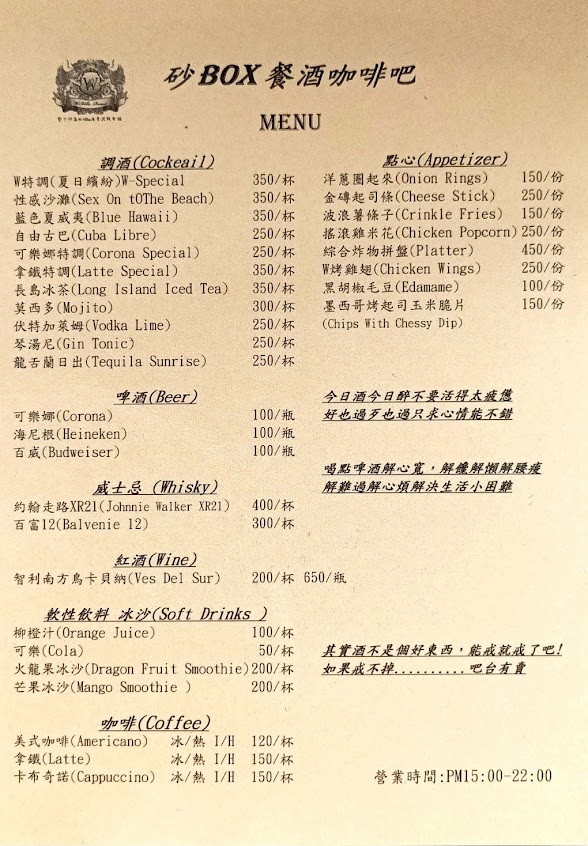 砂BOX餐酒咖啡吧
MENU
調酒(Cockeail)
W特調(夏日繽紛)W-Special 350/杯
性感沙灘(Sex On tOThe Beach) 350/杯
藍色夏威夷(Blue Hawaii) 350/杯
自由古巴(Cuba Libre) 250/杯
可樂娜特調(Corona Special) 250/杯
拿鐵特調(Latte Special) 350/杯
長島冰茶(Long Island Iced Tea) 350/杯
莫西多(Mojito) 300/杯
伏特加萊姆(Vodka Lime) 250/杯
琴湯尼(Gin Tonic) 250/杯
龍舌蘭日出(Tequila Sunrise) 250/杯
啤酒(Beer)
可樂娜(Corona) 100/瓶
海尼根(Heineken) 100/瓶
百威(Budweiser) 100/瓶
威士忌 (Whisky)
約翰走路XR21(Johnnie Walker XR21) 400/杯
百富12(Balvenie 12) 300/杯
紅酒(Wine)
智利南方烏卡貝納(Ves Del Sur) 200/杯 650/瓶
軟性飲料 冰沙(Soft Drinks )
柳橙汁(Orange Juice) 100/杯
可樂(Cola) 50/杯
火龍果冰沙(Dragon Fruit Smoothie)200/杯
芒果冰沙(Mango Smoothie ) 200/杯
咖啡(Coffee)
美式咖啡(Americano) 冰/熱 I/H 120/杯
拿鐵(Latte) 冰/熱 I/H 150/杯
卡布奇諾(Cappuccino) 冰/熱 I/H 150/杯
點心(Appetizer)
洋蔥圈起來(Onion Rings) 150/份
金磚起司條(Cheese Stick) 250/份
波浪薯條子(Crinkle Fries) 150/份
搖滾雞米花(Chicken Popcorn) 250/份
綜合炸物拼盤(Platter) 450/份
W烤雞翅(Chicken Wings) 250/份
黑胡椒毛豆(Edamame) 100/份
墨西哥烤起司玉米脆片 150/份
(Chips With Chessy Dip)
今日酒今日醉不要活得太疲憊
好也過歹也過只求心情能不錯
喝點啤酒解心寬，解饞解懶解腰痠
解難過解心煩解決生活小困難
其實酒不是個好東西，能戒就戒了吧!
如果戒不掉..........吧台有賣
營業時間:PM15:00-22:00